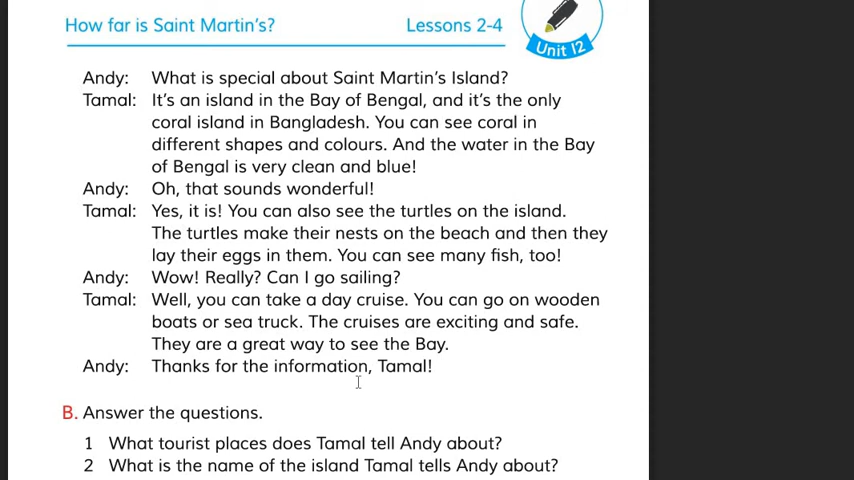 How far is Saint Martin's? Lessons 2-4
Unit 12
Andy: What is special about Saint Martin's Island?
Tamal: It's an island in the Bay of Bengal, and it's the only
coral island in Bangladesh. You can see coral in
different shapes and colours. And the water in the Bay
of Bengal is very clean and blue!
Andy: Oh, that sounds wonderful!
Tamal: Yes, it is! You can also see the turtles on the island.
The turtles make their nests on the beach and then they
lay their eggs in them. You can see many fish, too!
Andy: Wow! Really? Can I go sailing?
Tamal: Well, you can take a day cruise. You can go on wooden
boats or sea truck. The cruises are exciting and safe.
They are a great way to see the Bay.
Andy: Thanks for the information, Tamal!
B. Answer the questions.
1 What tourist places does Tamal tell Andy about?
2 What is the name of the island Tamal tells Andy about?